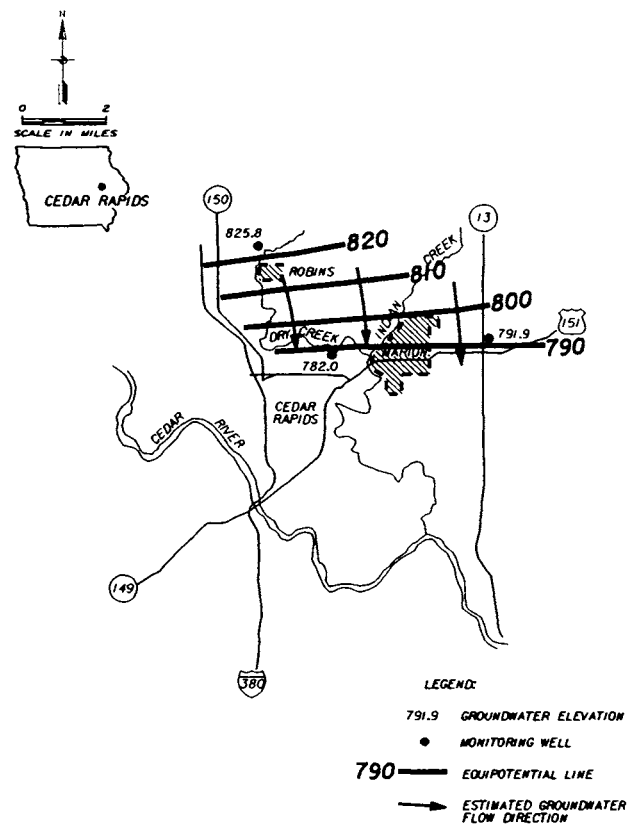 N
0 2
SCALE IN MILES
CEDAR RAPIDS
150
825.8
820
13
ROBINS
810
INDIAN CREEK
800
151
DRY CREEK
791.9
MARION
790
782.0
CEDAR
RAPIDS
CEDAR RIVER
149
380
LEGEND:
791.9 GROUNDWATER ELEVATION
MONITORING WELL
790 EQUIPOTENTIAL LINE
ESTIMATED GROUNDWATER
FLOW DIRECTION